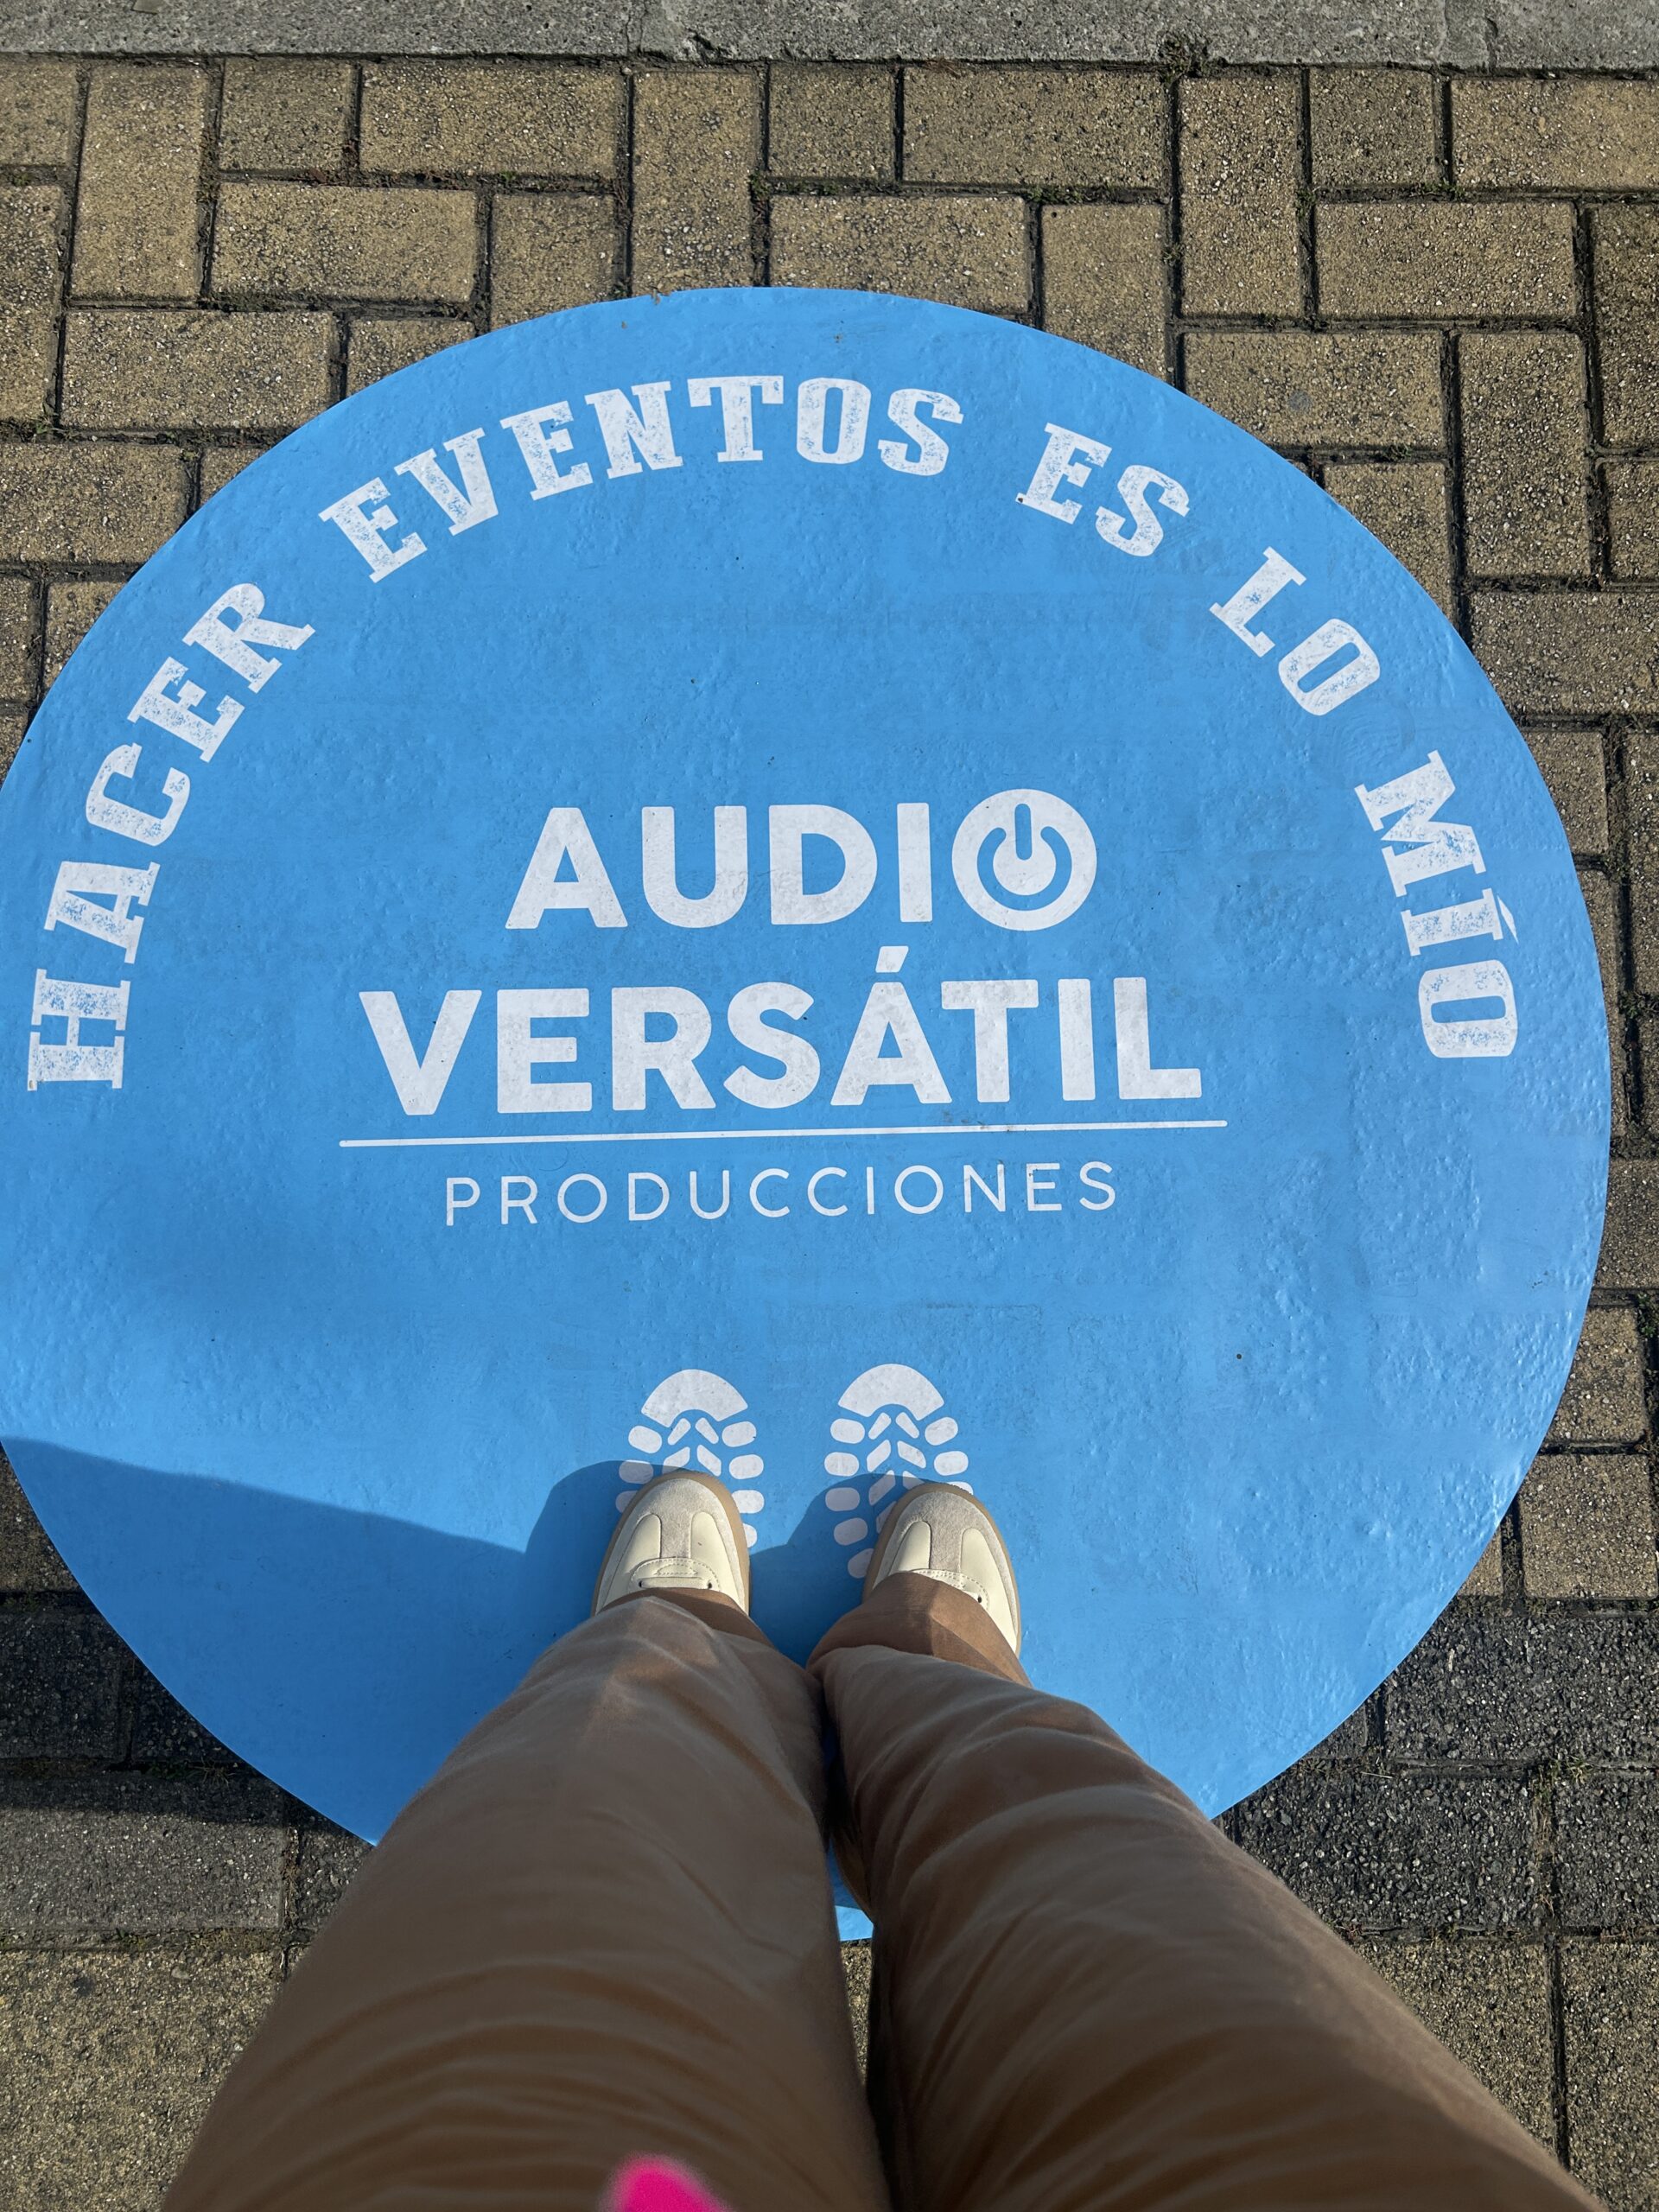 HACER EVENTOS ES LO MÍO
AUDIO
VERSÁTIL
PRODUCCIONES